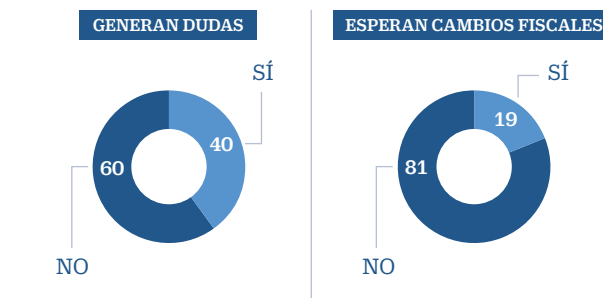 GENERAN DUDAS
SÍ
40
60
NO
ESPERAN CAMBIOS FISCALES
SÍ
19
81
NO